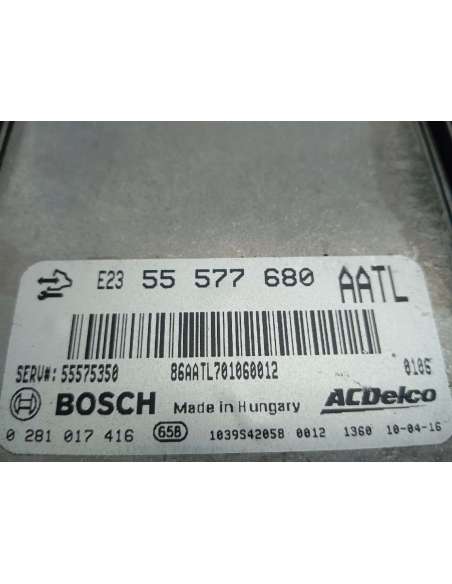 E23 55 577 680 AATL
SERV#: 55575350 86AATL701060012 0106
BOSCH Made in Hungary ACDelco
0 281 017 416 65B 1039S42058 0012 1360 10-04-16